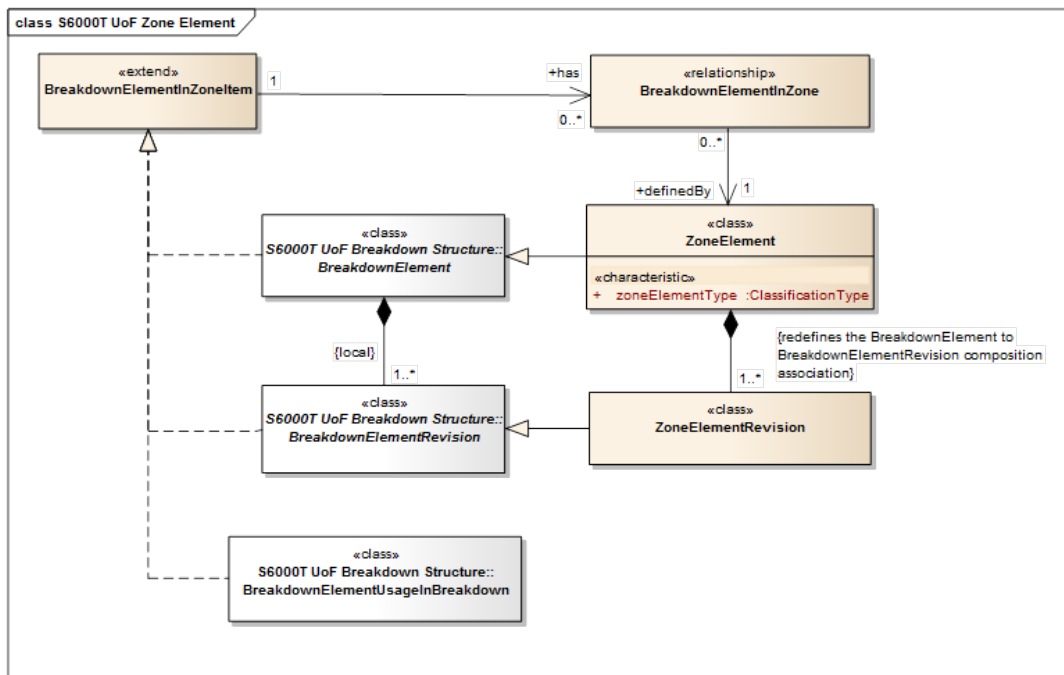 class S6000T UoF Zone Element
«extend»
BreakdownElementInZoneItem
1
+has
0..*
«relationship»
BreakdownElementInZone
0..*
+definedBy
1
«class»
ZoneElement
«characteristic»
+ zoneElementType :ClassificationType
«class»
S6000T UoF Breakdown Structure::
BreakdownElement
{local}
1..*
{redefines the BreakdownElement to
BreakdownElementRevision composition
association}
1..*
«class»
S6000T UoF Breakdown Structure::
BreakdownElementRevision
«class»
ZoneElementRevision
«class»
S6000T UoF Breakdown Structure::
BreakdownElementUsageInBreakdown